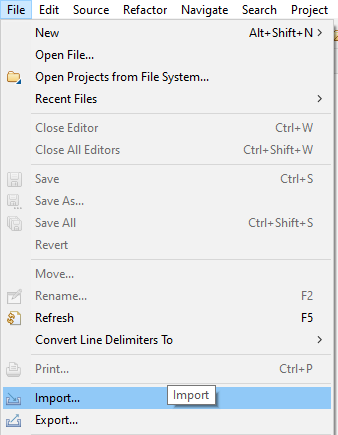 File Edit Source Refactor Navigate Search Project
New Alt+Shift+N >
Open File...
Open Projects from File System...
Recent Files >
Close Editor Ctrl+W
Close All Editors Ctrl+Shift+W
Save Ctrl+S
Save As...
Save All Ctrl+Shift+S
Revert
Move...
Rename... F2
Refresh F5
Convert Line Delimiters To >
Print... Ctrl+P
Import... Import
Export...